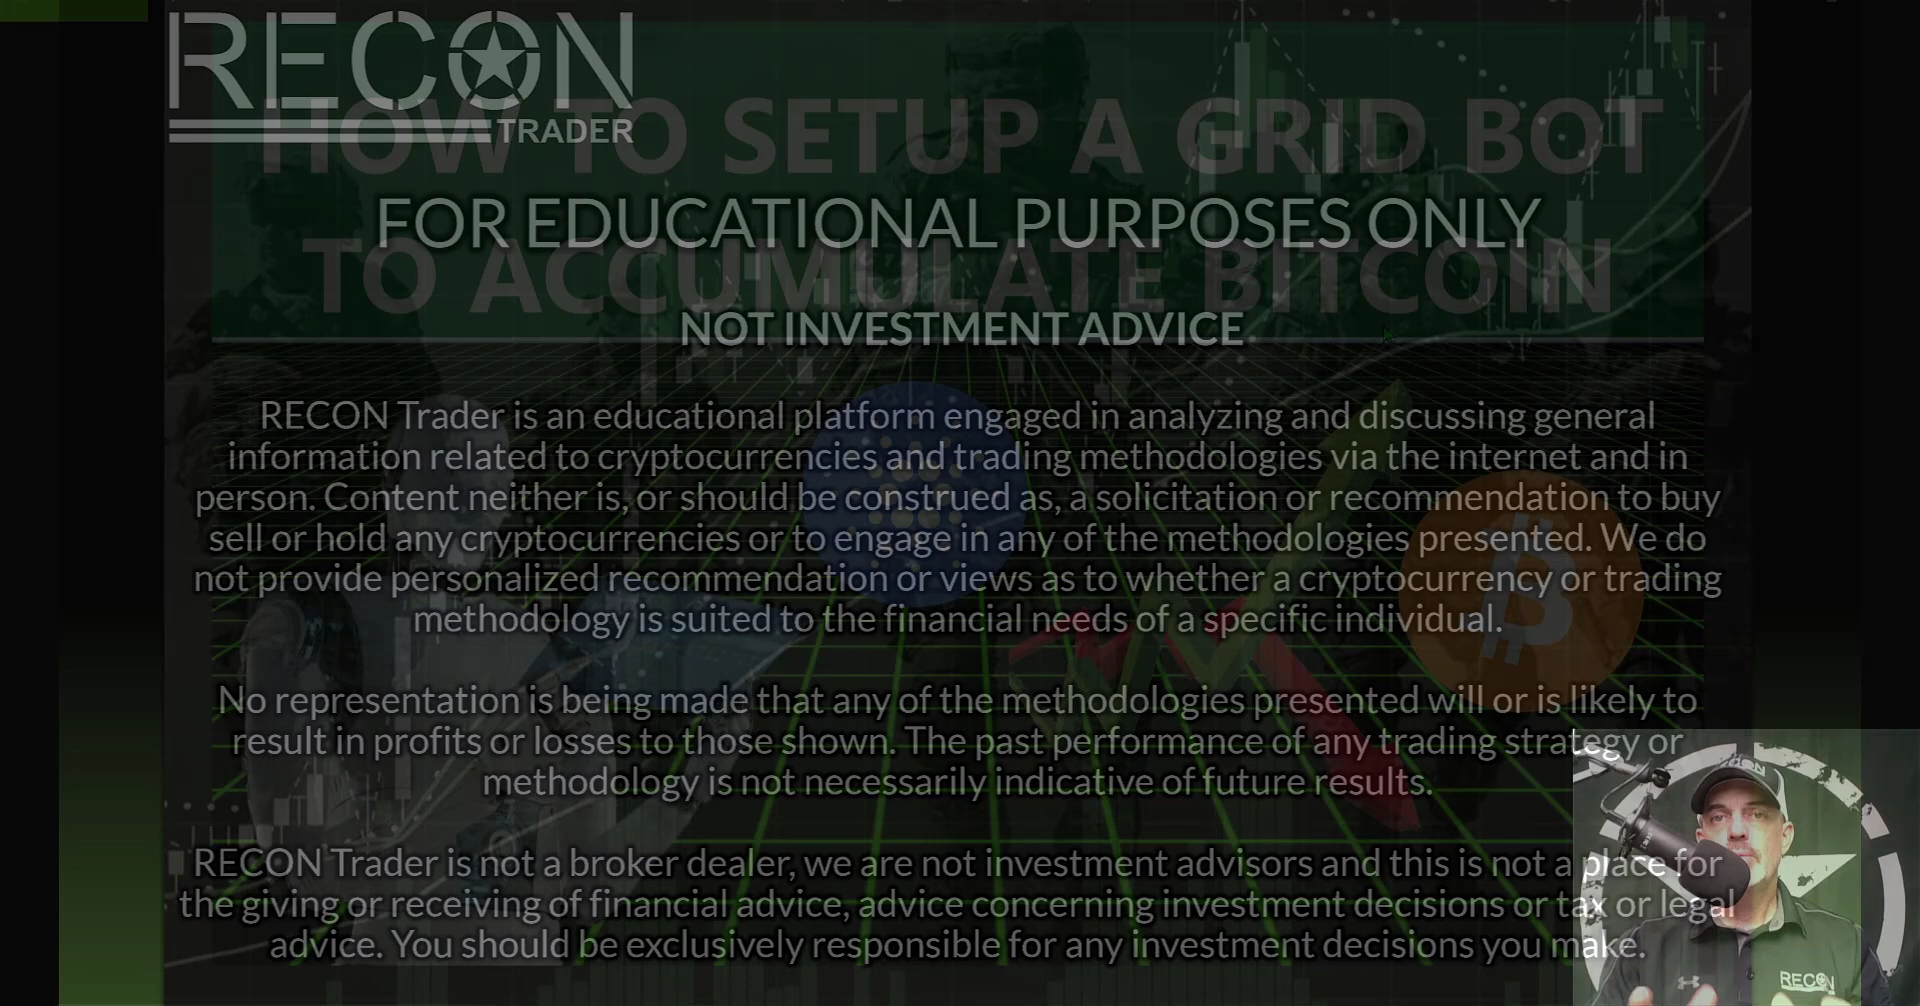 RECON
TRADER
HOW TO SETUP A GRID BOT
FOR EDUCATIONAL PURPOSES ONLY
TO ACCUMULATE BITCOIN
NOT INVESTMENT ADVICE
RECON Trader is an educational platform engaged in analyzing and discussing general
information related to cryptocurrencies and trading methodologies via the internet and in
person. Content neither is, or should be construed as, a solicitation or recommendation to buy
sell or hold any cryptocurrencies or to engage in any of the methodologies presented. We do
not provide personalized recommendation or views as to whether a cryptocurrency or trading
methodology is suited to the financial needs of a specific individual.
No representation is being made that any of the methodologies presented will or is likely to
result in profits or losses to those shown. The past performance of any trading strategy or
methodology is not necessarily indicative of future results.
RECON Trader is not a broker dealer, we are not investment advisors and this is not a place for
the giving or receiving of financial advice, advice concerning investment decisions or tax or legal
advice. You should be exclusively responsible for any investment decisions you make.
RECON